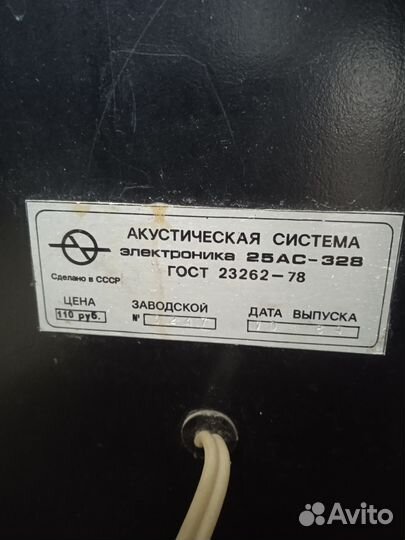 АКУСТИЧЕСКАЯ СИСТЕМА
электроника 25АС-328
ГОСТ 23262-78
Сделано в СССР
ЦЕНА
110 руб.
ЗАВОДСКОЙ
№
ДАТА ВЫПУСКА
Avito